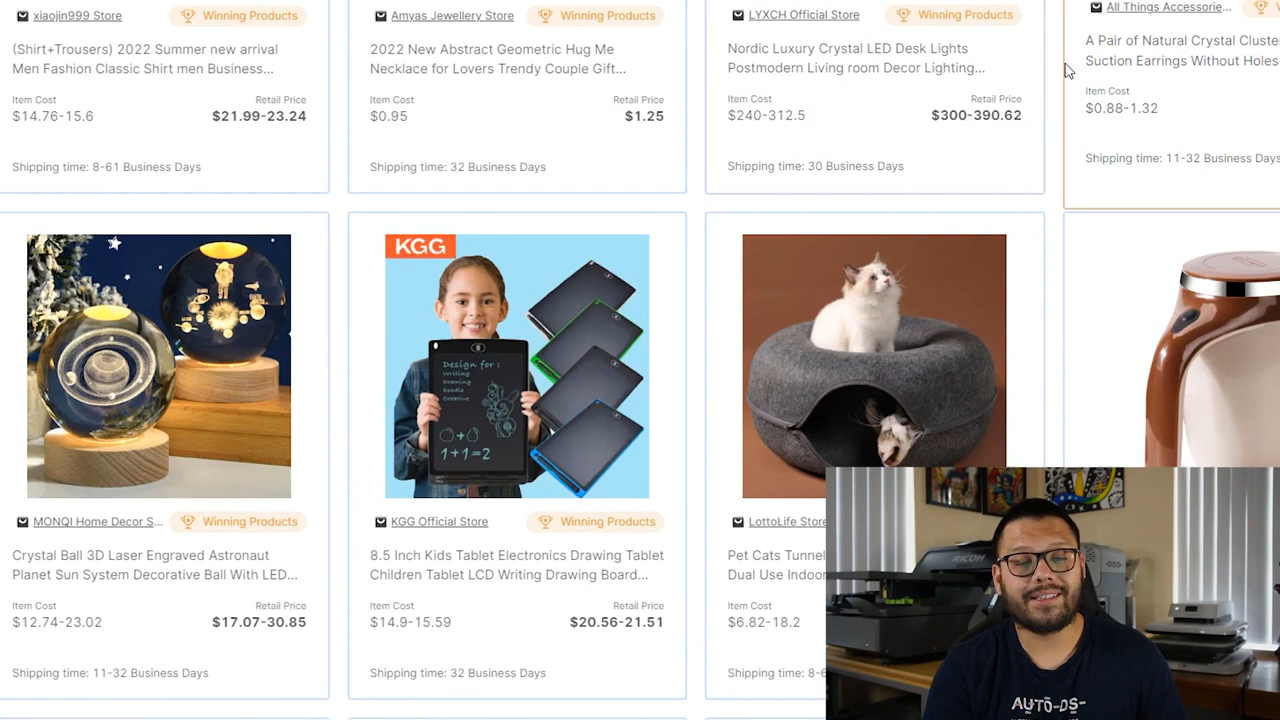 xiaojin999 Store
Winning Products
(Shirt+Trousers) 2022 Summer new arrival
Men Fashion Classic Shirt men Business...
Item Cost
Retail Price
$14.76-15.6
$21.99-23.24
Shipping time: 8-61 Business Days
Amyas Jewellery Store
Winning Products
2022 New Abstract Geometric Hug Me
Necklace for Lovers Trendy Couple Gift...
Item Cost
Retail Price
$0.95
$1.25
Shipping time: 32 Business Days
LYXCH Official Store
Winning Products
Nordic Luxury Crystal LED Desk Lights
Postmodern Living room Decor Lighting...
Item Cost
Retail Price
$240-312.5
$300-390.62
Shipping time: 30 Business Days
All Things Accessorie...
A Pair of Natural Crystal Cluste
Suction Earrings Without Holes
Item Cost
$0.88-1.32
Shipping time: 11-32 Business Days
MONQI Home Decor S...
Winning Products
Crystal Ball 3D Laser Engraved Astronaut
Planet Sun System Decorative Ball With LED...
Item Cost
Retail Price
$12.74-23.02
$17.07-30.85
Shipping time: 11-32 Business Days
KGG
Design for :
Writing
Drawing
Doodle
Creative
1+1=2
KGG Official Store
Winning Products
8.5 Inch Kids Tablet Electronics Drawing Tablet
Children Tablet LCD Writing Drawing Board...
Item Cost
Retail Price
$14.9-15.59
$20.56-21.51
Shipping time: 32 Business Days
LottoLife Store
Pet Cats Tunnel
Dual Use Indoo
Item Cost
$6.82-18.2
Shipping time: 8-6
RICOH
AUTO-DS-